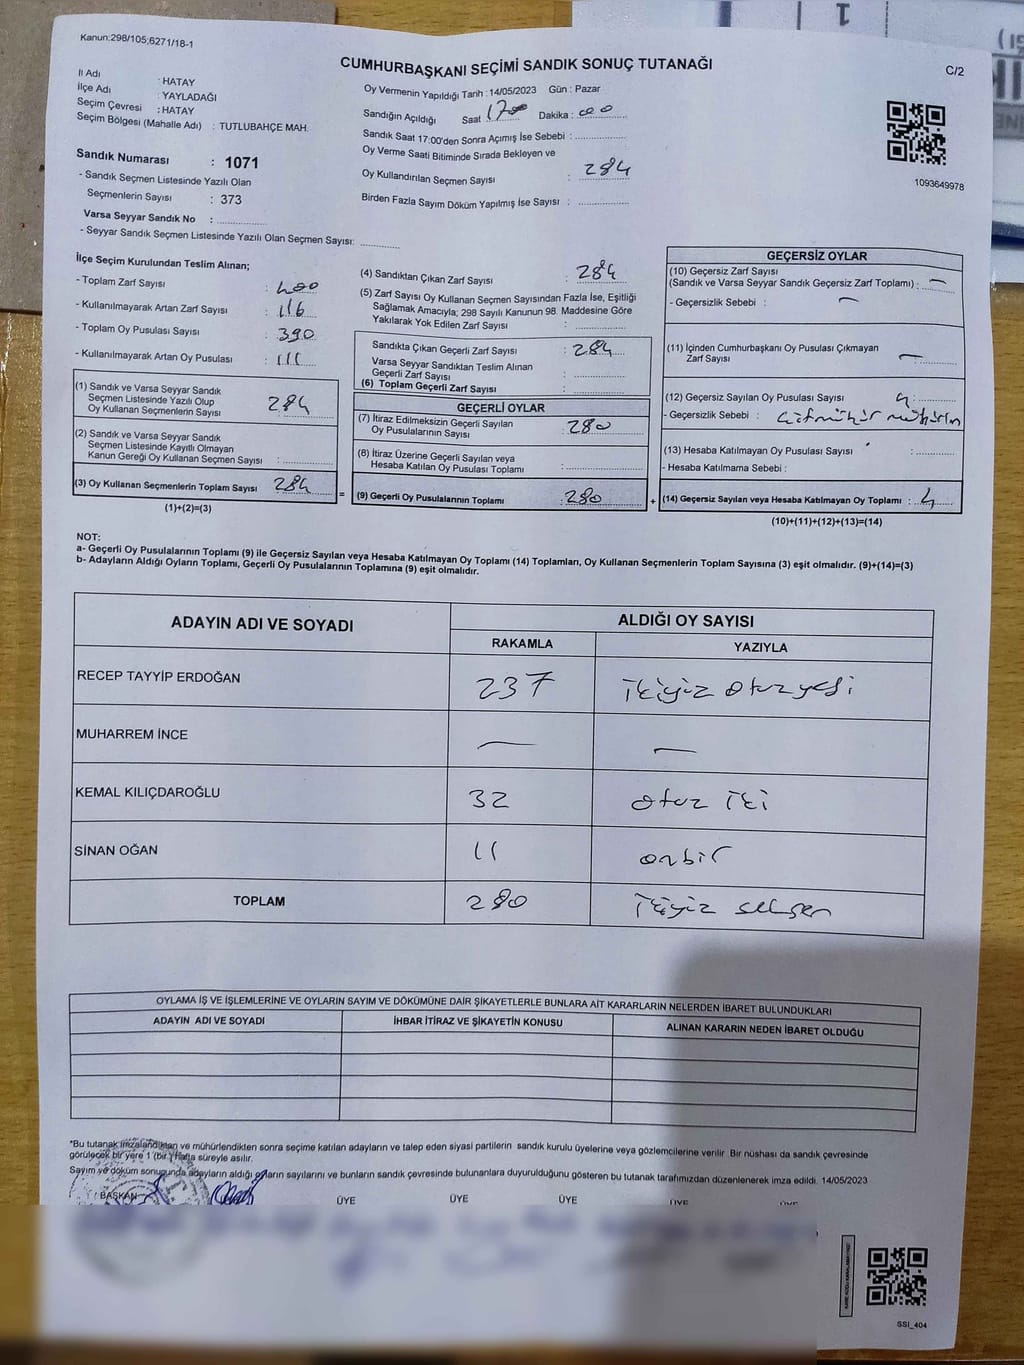 Kanun:298/105;6271/18-1
CUMHURBAŞKANI SEÇİMİ SANDIK SONUÇ TUTANAĞI
C/2
İl Adı : HATAY
İlçe Adı : YAYLADAĞI
Seçim Çevresi : HATAY
Seçim Bölgesi (Mahalle Adı) : TUTLUBAHÇE MAH.
Sandık Numarası : 1071
- Sandık Seçmen Listesinde Yazılı Olan
Seçmenlerin Sayısı : 373
Varsa Seyyar Sandık No :
- Seyyar Sandık Seçmen Listesinde Yazılı Olan Seçmen Sayısı:
Oy Vermenin Yapıldığı Tarih : 14/05/2023 Gün : Pazar
Sandığın Açıldığı Saat 1700 Dakika : 00
Sandık Saat 17:00'den Sonra Açımış İse Sebebi :
Oy Verme Saati Bitiminde Sırada Bekleyen ve
Oy Kullandırılan Seçmen Sayısı : 284
Birden Fazla Sayım Döküm Yapılmış İse Sayısı :
1093649978
İlçe Seçim Kurulundan Teslim Alınan;
- Toplam Zarf Sayısı : 400
- Kullanılmayarak Artan Zarf Sayısı : 116
- Toplam Oy Pusulası Sayısı : 390
- Kullanılmayarak Artan Oy Pusulası : 111
(1) Sandık ve Varsa Seyyar Sandık
Seçmen Listesinde Yazılı Olup
Oy Kullanan Seçmenlerin Sayısı : 284
(2) Sandık ve Varsa Seyyar Sandık
Seçmen Listesinde Kayıtlı Olmayan
Kanun Gereği Oy Kullanan Seçmen Sayısı :
(3) Oy Kullanan Seçmenlerin Toplam Sayısı 284
(1)+(2)=(3)
(4) Sandıktan Çıkan Zarf Sayısı : 284
(5) Zarf Sayısı Oy Kullanan Seçmen Sayısından Fazla İse, Eşitliği
Sağlamak Amacıyla; 298 Sayılı Kanunun 98. Maddesine Göre
Yakılarak Yok Edilen Zarf Sayısı :
Sandıkta Çıkan Geçerli Zarf Sayısı : 284
Varsa Seyyar Sandıktan Teslim Alınan
Geçerli Zarf Sayısı :
(6) Toplam Geçerli Zarf Sayısı :
GEÇERLİ OYLAR
(7) İtiraz Edilmeksizin Geçerli Sayılan
Oy Pusulalarının Sayısı : 280
(8) İtiraz Üzerine Geçerli Sayılan veya
Hesaba Katılan Oy Pusulası Toplamı :
= (9) Geçerli Oy Pusulalarının Toplamı : 280 +
GEÇERSİZ OYLAR
(10) Geçersiz Zarf Sayısı
(Sandık ve Varsa Seyyar Sandık Geçersiz Zarf Toplamı) : —
- Geçersizlik Sebebi : —
(11) İçinden Cumhurbaşkanı Oy Pusulası Çıkmayan
Zarf Sayısı —
(12) Geçersiz Sayılan Oy Pusulası Sayısı : 4
- Geçersizlik Sebebi : çift mühür
(13) Hesaba Katılmayan Oy Pusulası Sayısı :
- Hesaba Katılmama Sebebi :
(14) Geçersiz Sayılan veya Hesaba Katılmayan Oy Toplamı : 4
(10)+(11)+(12)+(13)=(14)
NOT:
a- Geçerli Oy Pusulalarının Toplamı (9) ile Geçersiz Sayılan veya Hesaba Katılmayan Oy Toplamı (14) Toplamları, Oy Kullanan Seçmenlerin Toplam Sayısına (3) eşit olmalıdır. (9)+(14)=(3)
b- Adayların Aldığı Oyların Toplamı, Geçerli Oy Pusulalarının Toplamına (9) eşit olmalıdır.
ADAYIN ADI VE SOYADI
ALDIĞI OY SAYISI
RAKAMLA YAZIYLA
RECEP TAYYİP ERDOĞAN 237 ikiyüz otuzyedi
MUHARREM İNCE — —
KEMAL KILIÇDAROĞLU 32 otuz iki
SİNAN OĞAN 11 onbir
TOPLAM 280 ikiyüz seksen
OYLAMA İŞ VE İŞLEMLERİNE VE OYLARIN SAYIM VE DÖKÜMÜNE DAİR ŞİKAYETLERLE BUNLARA AİT KARARLARIN NELERDEN İBARET BULUNDUKLARI
ADAYIN ADI VE SOYADI İHBAR İTİRAZ VE ŞİKAYETİN KONUSU ALINAN KARARIN NEDEN İBARET OLDUĞU
*Bu tutanak imzalandıktan ve mühürlendikten sonra seçime katılan adayların ve talep eden siyasi partilerin sandık kurulu üyelerine veya gözlemcilerine verilir Bir nüshası da sandık çevresinde
görülecek bir yere 1 (bir ) Hafta süreyle asılır.
Sayım ve döküm sonucunda adayların aldığı oyların sayılarını ve bunların sandık çevresinde bulunanlara duyurulduğunu gösteren bu tutanak tarafımızdan düzenlenerek imza edildi. 14/05/2023
BAŞKAN ÜYE ÜYE ÜYE ÜYE
SSI_404